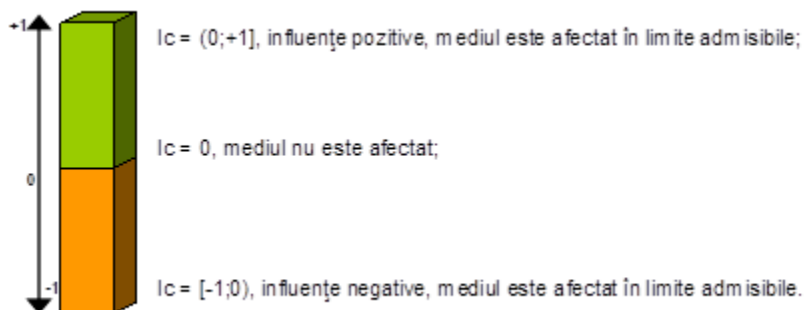 +1
Ic = (0;+1], influenţe pozitive, mediul este afectat în limite admisibile;
Ic = 0, mediul nu este afectat;
0
-1
Ic = [-1;0), influenţe negative, mediul este afectat în limite admisibile.